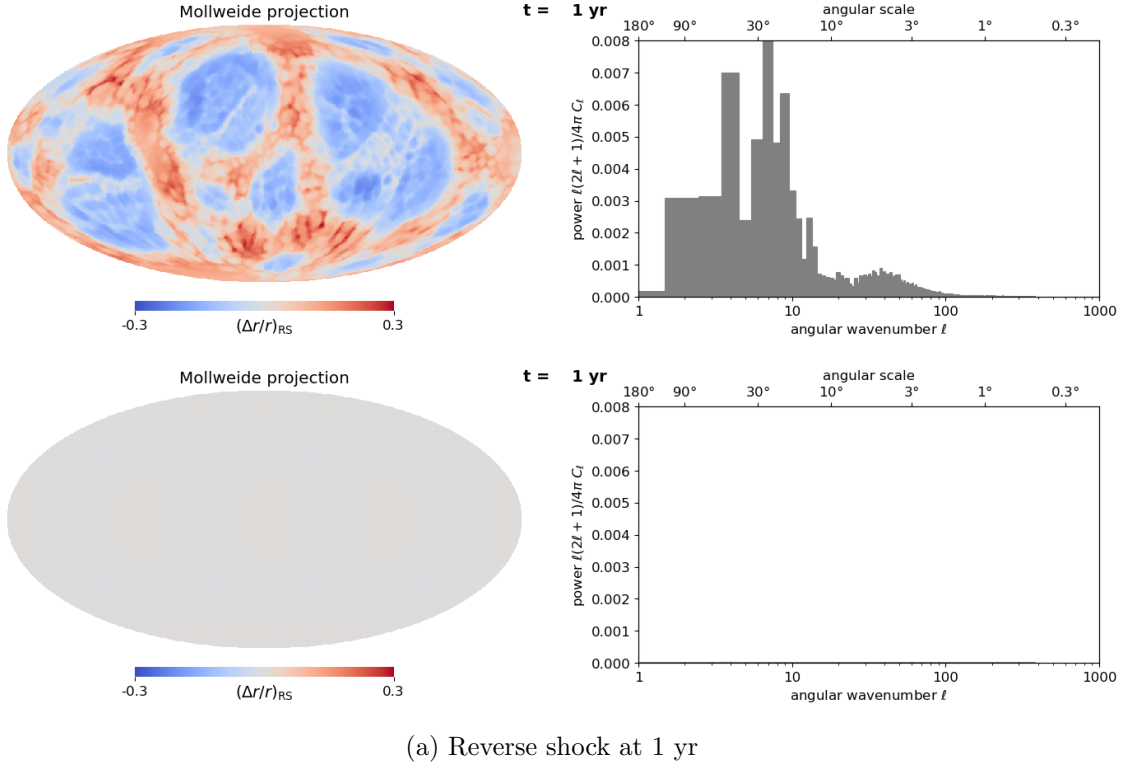 Mollweide projection
t = 1 yr
angular scale
180° 90° 30° 10° 3° 1° 0.3°
0.008
0.007
0.006
0.005
0.004
0.003
0.002
0.001
0.000
power ℓ(2ℓ + 1)/4π Cℓ
1 10 100 1000
angular wavenumber ℓ
-0.3 0.3
(Δr/r)RS
Mollweide projection
t = 1 yr
angular scale
180° 90° 30° 10° 3° 1° 0.3°
0.008
0.007
0.006
0.005
0.004
0.003
0.002
0.001
0.000
power ℓ(2ℓ + 1)/4π Cℓ
1 10 100 1000
angular wavenumber ℓ
-0.3 0.3
(Δr/r)RS
(a) Reverse shock at 1 yr